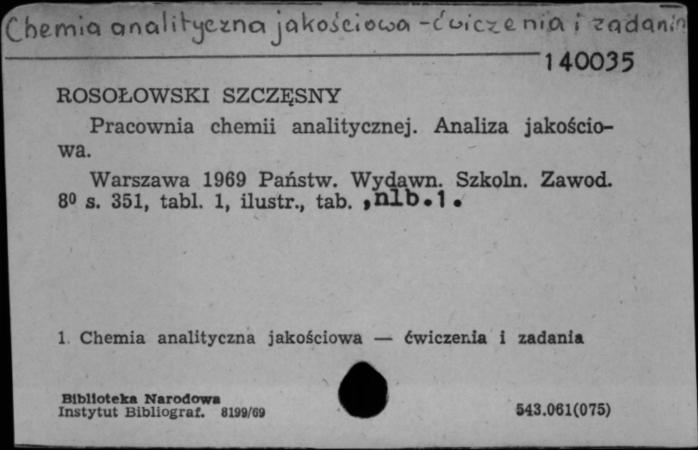 Chemia analityczna jakościowa - ćwiczenia i zadania
140035
ROSOŁOWSKI SZCZĘSNY
Pracownia chemii analitycznej. Analiza jakościo-
wa.
Warszawa 1969 Państw. Wydawn. Szkoln. Zawod.
8⁰ s. 351, tabl. 1, ilustr., tab. , nlb. 1.
1. Chemia analityczna jakościowa — ćwiczenia i zadania
Biblioteka Narodowa
Instytut Bibliograf. 8199/69
543.061(075)